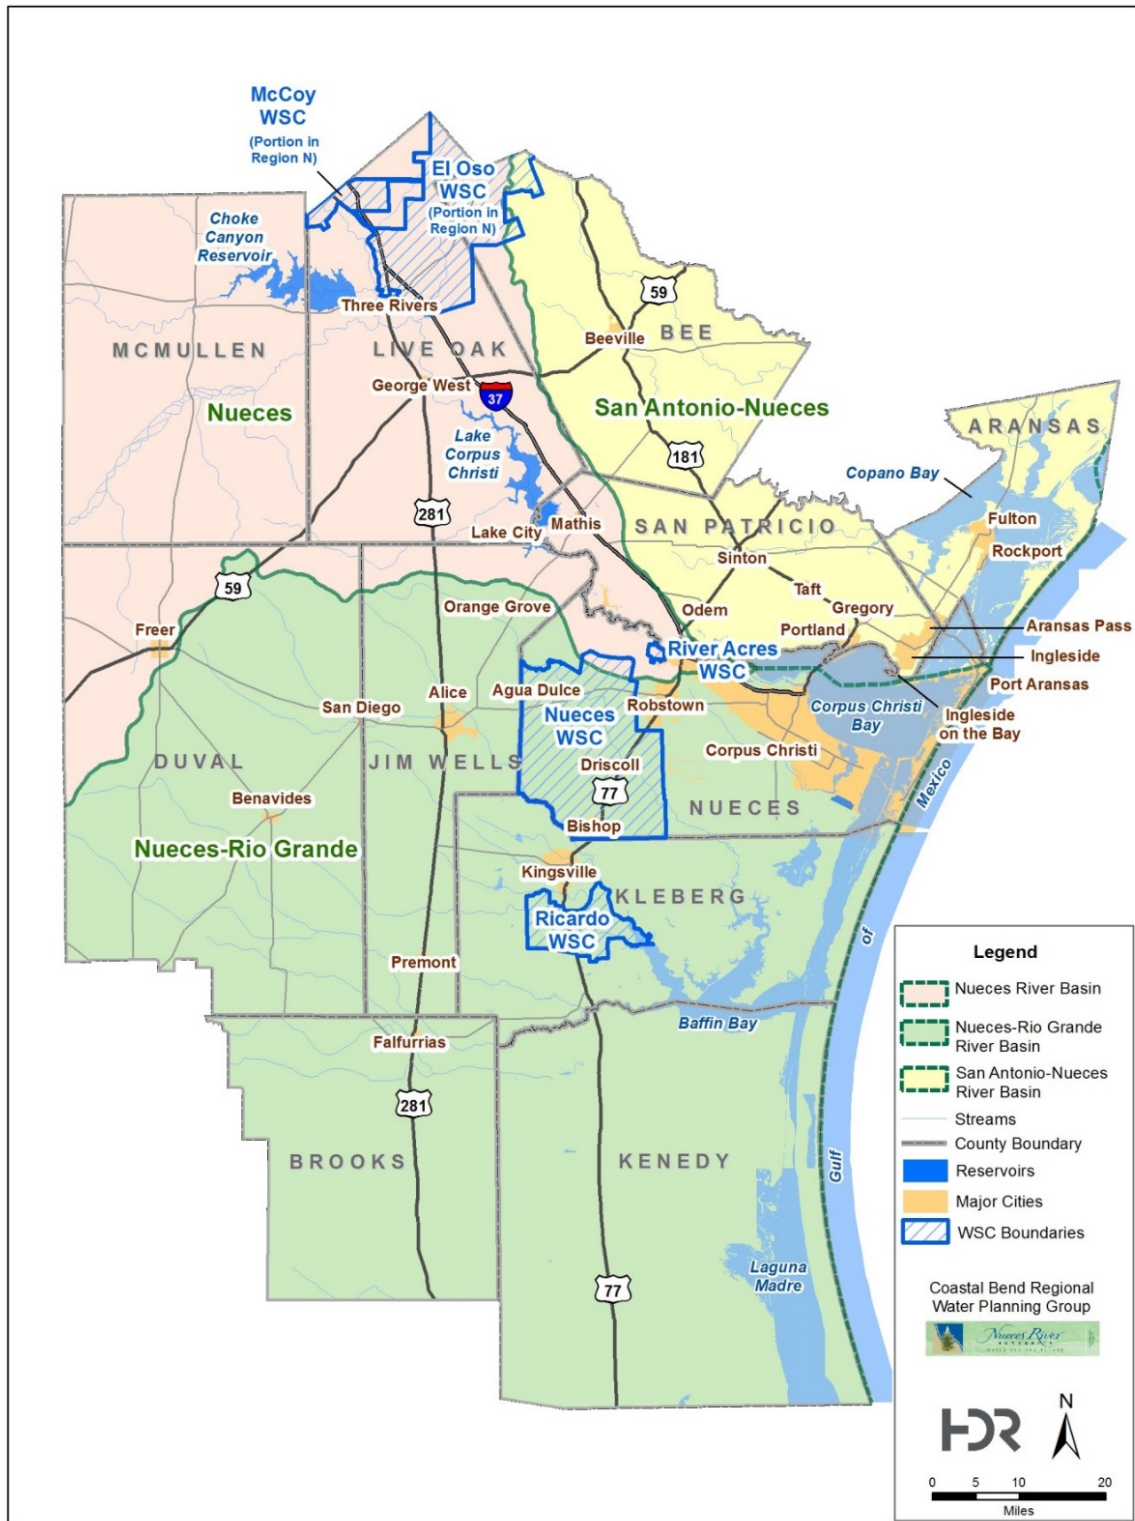 McCoy
WSC
(Portion in
Region N)
El Oso
WSC
(Portion in
Region N)
Choke
Canyon
Reservoir
Three Rivers
59
BEE
Beeville
MCMULLEN
LIVE OAK
George West
37
Nueces
San Antonio-Nueces
ARANSAS
Lake
Corpus
Christi
181
Copano Bay
281
Lake City
Mathis
SAN PATRICIO
Fulton
Rockport
Sinton
59
Orange Grove
Taft
Odem
Gregory
Freer
Portland
Aransas Pass
River Acres
WSC
Ingleside
Port Aransas
Alice
Agua Dulce
San Diego
Nueces
WSC
Robstown
Corpus Christi
Bay
Ingleside
on the Bay
Corpus Christi
DUVAL
JIM WELLS
Driscoll
77
Benavides
NUECES
Mexico
Bishop
Nueces-Rio Grande
Kingsville
KLEBERG
Ricardo
WSC
of
Premont
Baffin Bay
Falfurrias
281
BROOKS
KENEDY
Gulf
Laguna
Madre
77
Legend
Nueces River Basin
Nueces-Rio Grande
River Basin
San Antonio-Nueces
River Basin
Streams
County Boundary
Reservoirs
Major Cities
WSC Boundaries
Coastal Bend Regional
Water Planning Group
Nueces River
AUTHORITY
HDR
N
0 5 10 20
Miles